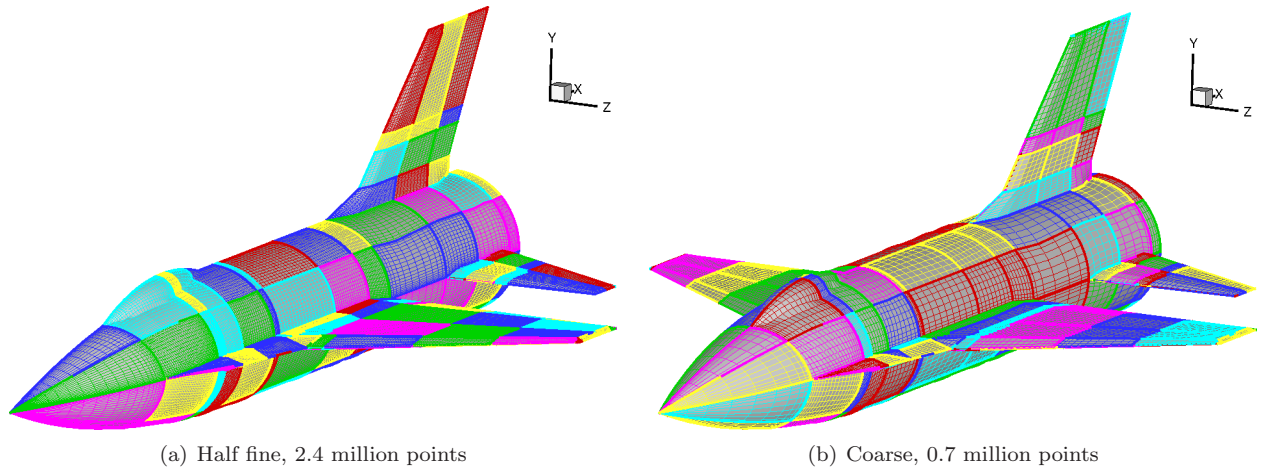 Y
X
Z
Y
X
Z
(a) Half fine, 2.4 million points
(b) Coarse, 0.7 million points